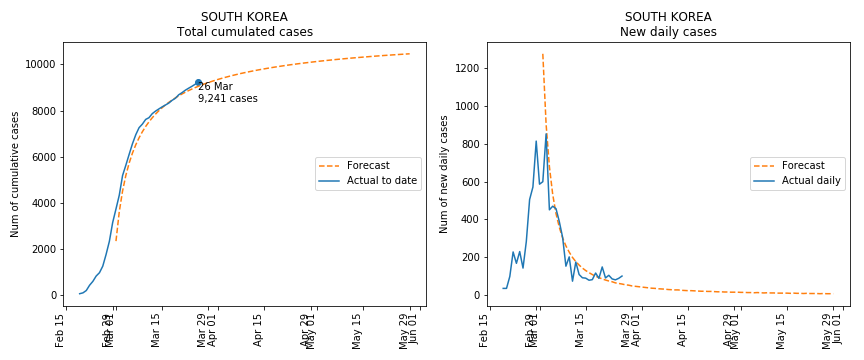 SOUTH KOREA
Total cumulated cases
Num of cumulative cases
10000
8000
6000
4000
2000
0
26 Mar
9,241 cases
Forecast
Actual to date
Feb 15
Feb 29
Mar 01
Mar 15
Mar 29
Apr 01
Apr 15
Apr 29
May 01
May 15
May 29
Jun 01
SOUTH KOREA
New daily cases
Num of new daily cases
1200
1000
800
600
400
200
0
Forecast
Actual daily
Feb 15
Feb 29
Mar 01
Mar 15
Mar 29
Apr 01
Apr 15
Apr 29
May 01
May 15
May 29
Jun 01